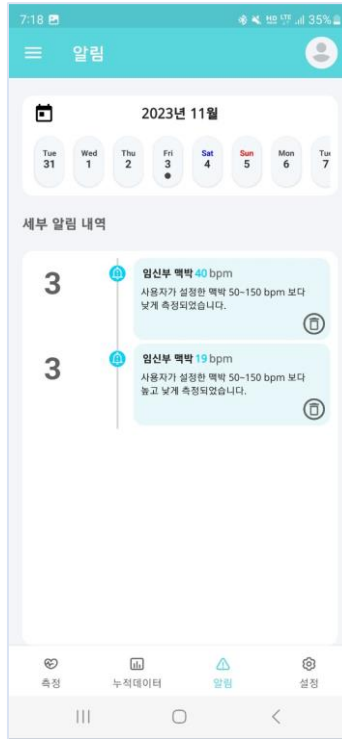 7:18 35%
알림
2023년 11월
Tue Wed Thu Fri Sat Sun Mon Tu
31 1 2 3 4 5 6 7
세부 알림 내역
3 임신부 맥박 40 bpm
사용자가 설정한 맥박 50~150 bpm 보다
낮게 측정되었습니다.
3 임신부 맥박 19 bpm
사용자가 설정한 맥박 50~150 bpm 보다
높고 낮게 측정되었습니다.
측정 누적데이터 알림 설정